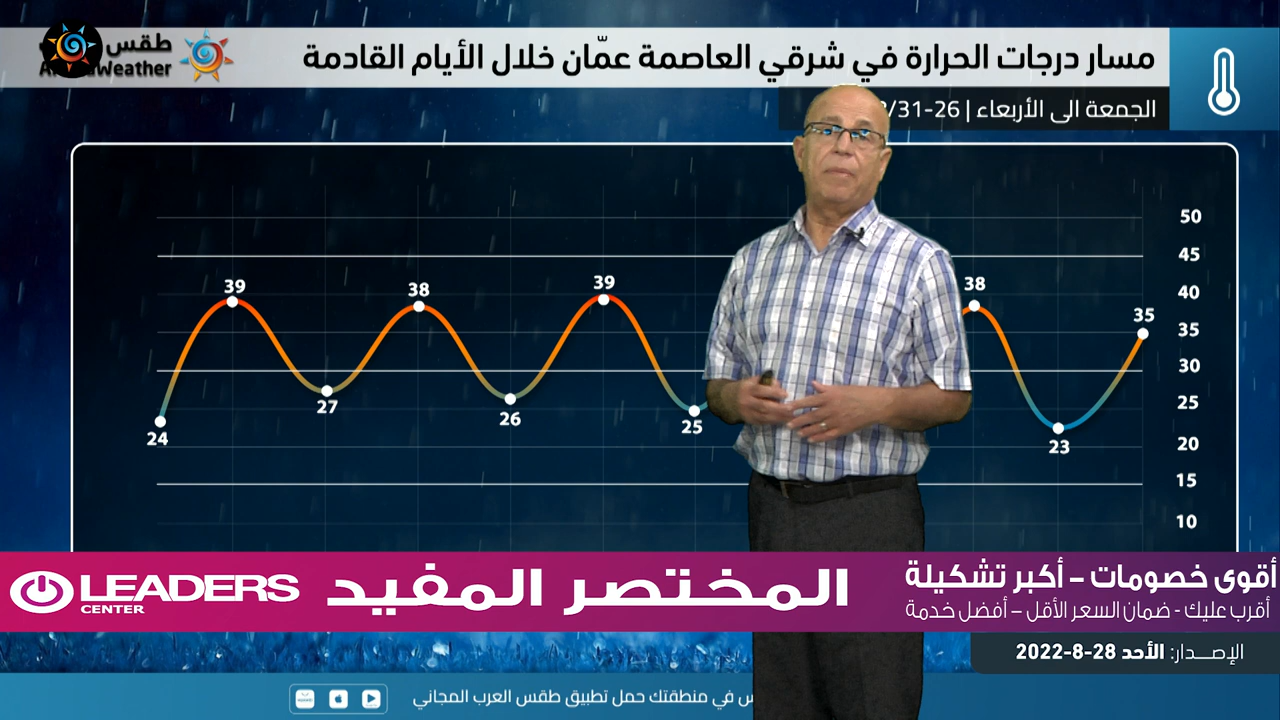 مسار درجات الحرارة في شرقي العاصمة عمّان خلال الأيام القادمة
طقس
Weather
الجمعة الى الأربعاء | 26-31/
50
45
40
35
30
25
20
15
10
39
38
39
38
35
24
27
26
25
23
أقوى خصومات – أكبر تشكيلة
أقرب عليك - ضمان السعر الأقل – أفضل خدمة
المختصر المفيد
LEADERS
CENTER
الإصـــدار: الأحد 28-8-2022
في منطقتك حمل تطبيق طقس العرب المجاني